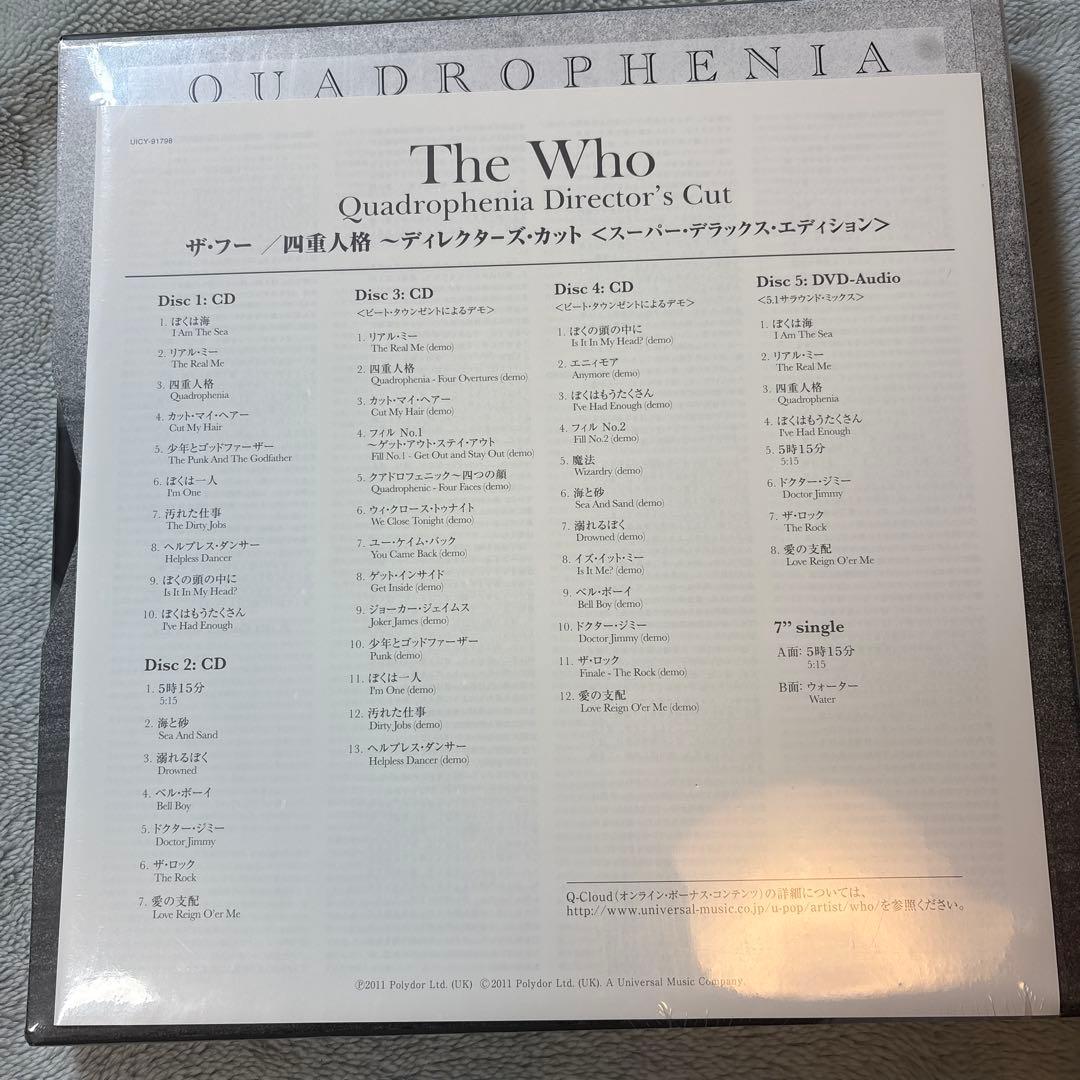 QUADROPHENIA
UICY-91798
The Who
Quadrophenia Director's Cut
ザ・フー ／四重人格 ～ディレクターズ・カット ＜スーパー・デラックス・エディション＞
Disc 1: CD
1. ぼくは海
I Am The Sea
2. リアル・ミー
The Real Me
3. 四重人格
Quadrophenia
4. カット・マイ・ヘアー
Cut My Hair
5. 少年とゴッドファーザー
The Punk And The Godfather
6. ぼくは一人
I'm One
7. 汚れた仕事
The Dirty Jobs
8. ヘルプレス・ダンサー
Helpless Dancer
9. ぼくの頭の中に
Is It In My Head?
10. ぼくはもうたくさん
I've Had Enough
Disc 2: CD
1. 5時15分
5:15
2. 海と砂
Sea And Sand
3. 溺れるぼく
Drowned
4. ベル・ボーイ
Bell Boy
5. ドクター・ジミー
Doctor Jimmy
6. ザ・ロック
The Rock
7. 愛の支配
Love Reign O'er Me
Disc 3: CD
＜ピート・タウンゼントによるデモ＞
1. リアル・ミー
The Real Me (demo)
2. 四重人格
Quadrophenia - Four Overtures (demo)
3. カット・マイ・ヘアー
Cut My Hair (demo)
4. フィル No.1
～ゲット・アウト・ステイ・アウト
Fill No.1 - Get Out and Stay Out (demo)
5. クアドロフェニック～四つの顔
Quadrophenic - Four Faces (demo)
6. ウィ・クロース・トゥナイト
We Close Tonight (demo)
7. ユー・ケイム・バック
You Came Back (demo)
8. ゲット・インサイド
Get Inside (demo)
9. ジョーカー・ジェイムス
Joker James (demo)
10. 少年とゴッドファーザー
Punk (demo)
11. ぼくは一人
I'm One (demo)
12. 汚れた仕事
Dirty Jobs (demo)
13. ヘルプレス・ダンサー
Helpless Dancer (demo)
Disc 4: CD
＜ピート・タウンゼントによるデモ＞
1. ぼくの頭の中に
Is It In My Head? (demo)
2. エニィモア
Anymore (demo)
3. ぼくはもうたくさん
I've Had Enough (demo)
4. フィル No.2
Fill No.2 (demo)
5. 魔法
Wizardry (demo)
6. 海と砂
Sea And Sand (demo)
7. 溺れるぼく
Drowned (demo)
8. イズ・イット・ミー
Is It Me? (demo)
9. ベル・ボーイ
Bell Boy (demo)
10. ドクター・ジミー
Doctor Jimmy (demo)
11. ザ・ロック
Finale - The Rock (demo)
12. 愛の支配
Love Reign O'er Me (demo)
Disc 5: DVD-Audio
＜5.1サラウンド・ミックス＞
1. ぼくは海
I Am The Sea
2. リアル・ミー
The Real Me
3. 四重人格
Quadrophenia
4. ぼくはもうたくさん
I've Had Enough
5. 5時15分
5:15
6. ドクター・ジミー
Doctor Jimmy
7. ザ・ロック
The Rock
8. 愛の支配
Love Reign O'er Me
7” single
A面: 5時15分
5:15
B面: ウォーター
Water
Q-Cloud（オンライン・ボーナス・コンテンツ）の詳細については、
http://www.universal-music.co.jp/u-pop/artist/who/を参照ください。
Ⓟ2011 Polydor Ltd. (UK) Ⓒ2011 Polydor Ltd. (UK). A Universal Music Company.